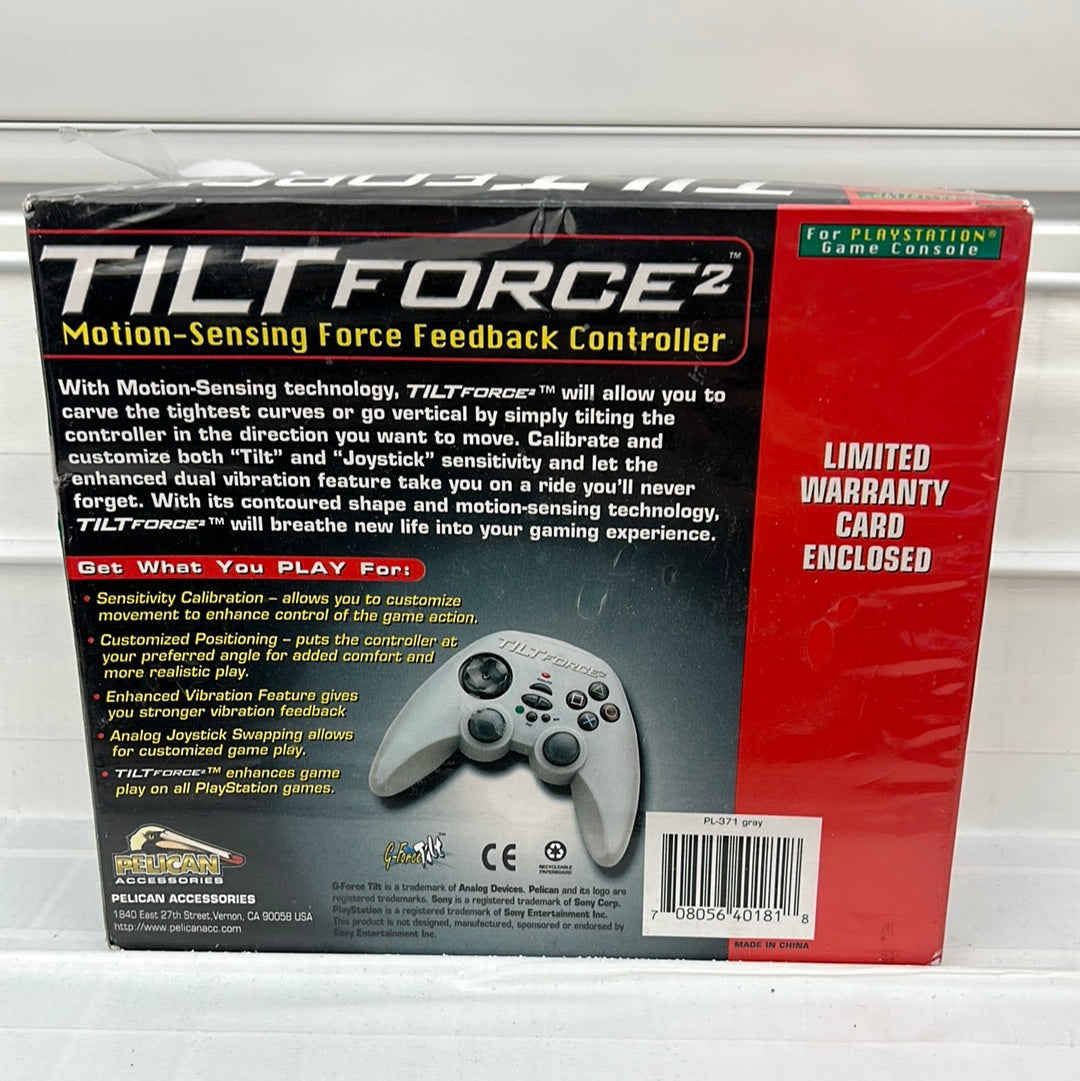 TILTFORCE
TILTFORCE²™
Motion-Sensing Force Feedback Controller
With Motion-Sensing technology, TILTFORCE²™ will allow you to
carve the tightest curves or go vertical by simply tilting the
controller in the direction you want to move. Calibrate and
customize both “Tilt” and “Joystick” sensitivity and let the
enhanced dual vibration feature take you on a ride you’ll never
forget. With its contoured shape and motion-sensing technology,
TILTFORCE²™ will breathe new life into your gaming experience.
Get What You PLAY For:
• Sensitivity Calibration – allows you to customize
movement to enhance control of the game action.
• Customized Positioning – puts the controller at
your preferred angle for added comfort and
more realistic play.
• Enhanced Vibration Feature gives
you stronger vibration feedback
• Analog Joystick Swapping allows
for customized game play.
• TILTFORCE²™ enhances game
play on all PlayStation games.
TILTFORCE²
PELICAN
ACCESSORIES
PELICAN ACCESSORIES
1840 East 27th Street, Vernon, CA 90058 USA
http://www.pelicanacc.com
G-Force Tilt™
CE
RECYCLEABLE
PAPERBOARD
G-Force Tilt is a trademark of Analog Devices. Pelican and its logo are
registered trademarks. Sony is a registered trademark of Sony Corp.
PlayStation is a registered trademark of Sony Entertainment Inc.
This product is not designed, manufactured, sponsored or endorsed by
Sony Entertainment Inc.
For PLAYSTATION®
Game Console
LIMITED
WARRANTY
CARD
ENCLOSED
PL-371 gray
7 08056 40181 8
MADE IN CHINA